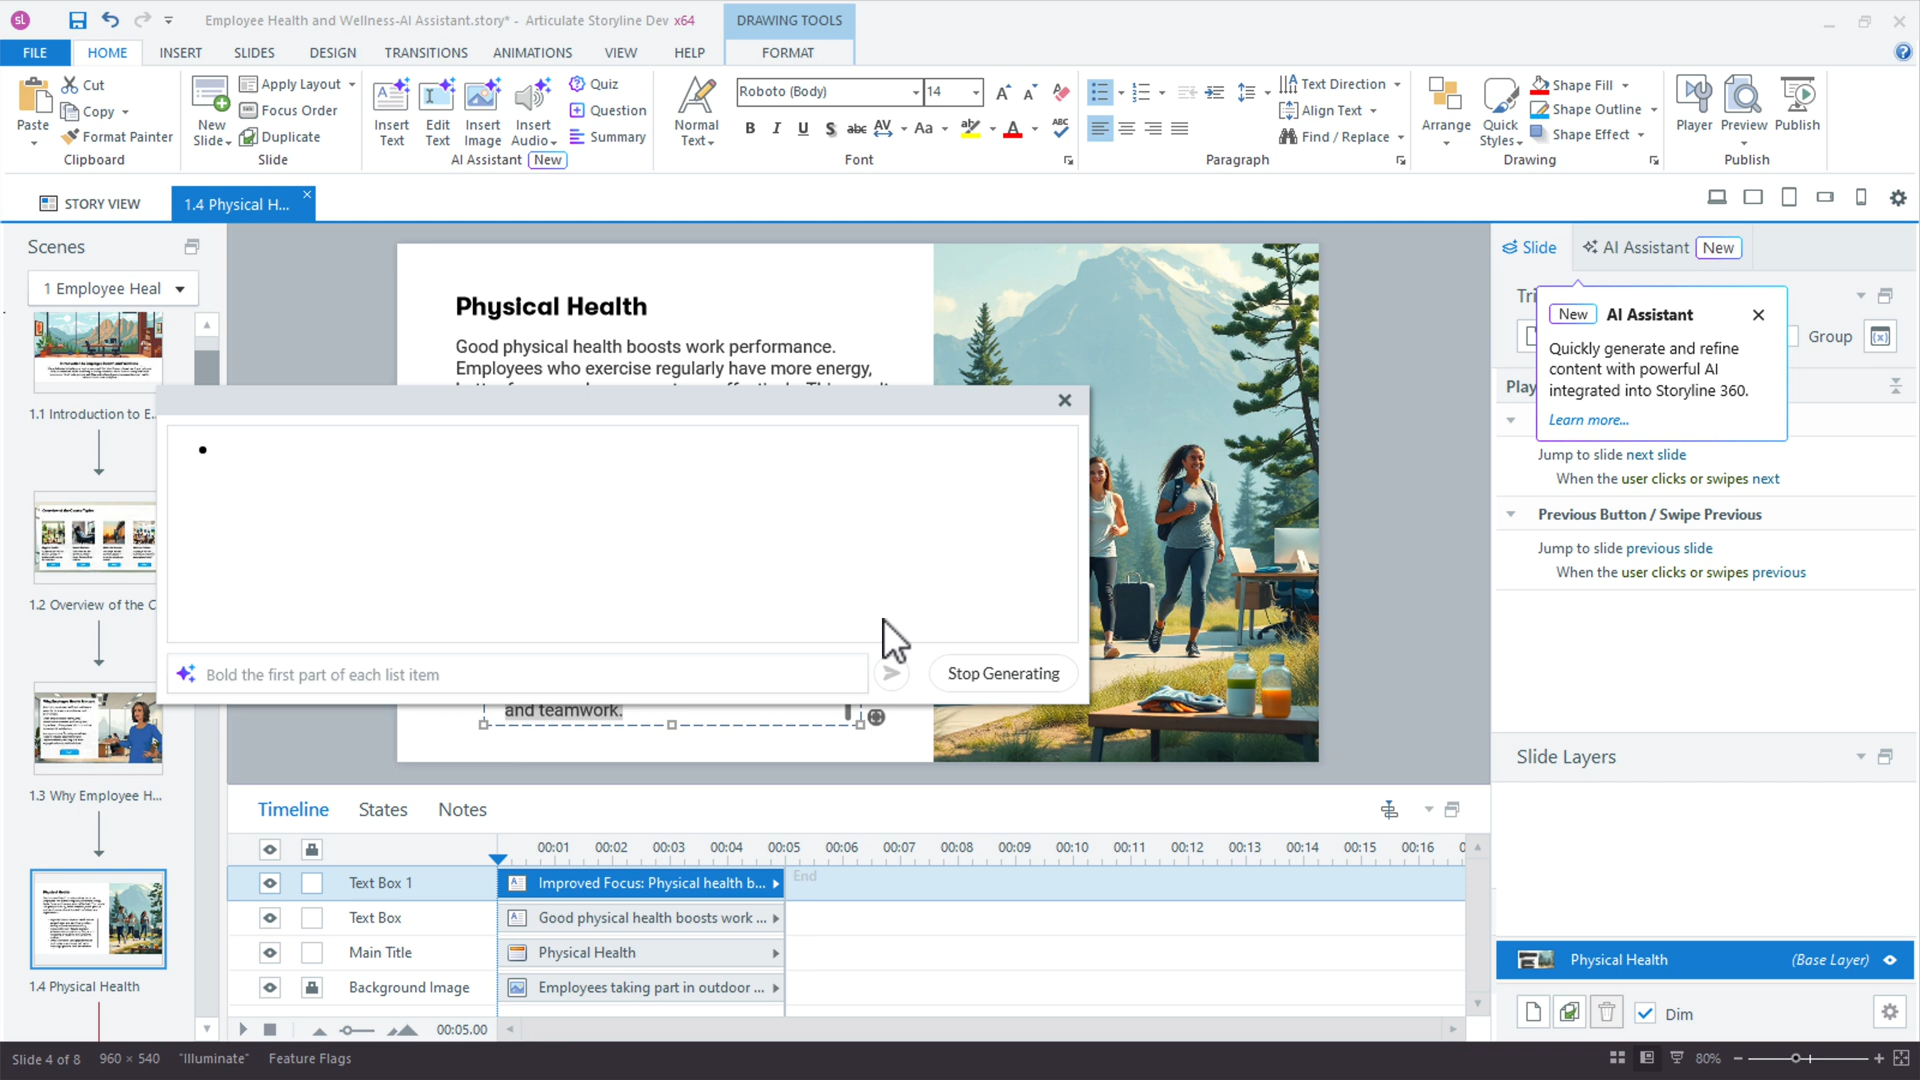 sl
Employee Health and Wellness-AI Assistant.story* - Articulate Storyline Dev x64
DRAWING TOOLS
FILE HOME INSERT SLIDES DESIGN TRANSITIONS ANIMATIONS VIEW HELP FORMAT
Paste
Cut
Copy
Format Painter
Clipboard
New Slide
Apply Layout
Focus Order
Duplicate
Slide
Insert Text
Edit Text
Insert Image
Insert Audio
Quiz
Question
Summary
AI Assistant New
Normal Text
Roboto (Body) 14
Font
Text Direction
Align Text
Find / Replace
Paragraph
Arrange
Quick Styles
Shape Fill
Shape Outline
Shape Effect
Drawing
Player
Preview
Publish
Publish
STORY VIEW
1.4 Physical H...
Scenes
1 Employee Heal
1.1 Introduction to E...
1.2 Overview of the C
1.3 Why Employee H...
1.4 Physical Health
Physical Health
Good physical health boosts work performance.
Employees who exercise regularly have more energy,
Bold the first part of each list item
Stop Generating
and teamwork.
Slide
AI Assistant New
Tri
Group
Play
New AI Assistant
Quickly generate and refine
content with powerful AI
integrated into Storyline 360.
Learn more...
Jump to slide next slide
When the user clicks or swipes next
Previous Button / Swipe Previous
Jump to slide previous slide
When the user clicks or swipes previous
Slide Layers
Physical Health (Base Layer)
Dim
Timeline States Notes
00:01 00:02 00:03 00:04 00:05 00:06 00:07 00:08 00:09 00:10 00:11 00:12 00:13 00:14 00:15 00:16
Text Box 1 Improved Focus: Physical health b... End
Text Box Good physical health boosts work ...
Main Title Physical Health
Background Image Employees taking part in outdoor ...
00:05.00
Slide 4 of 8 960 × 540 "Illuminate" Feature Flags 80%